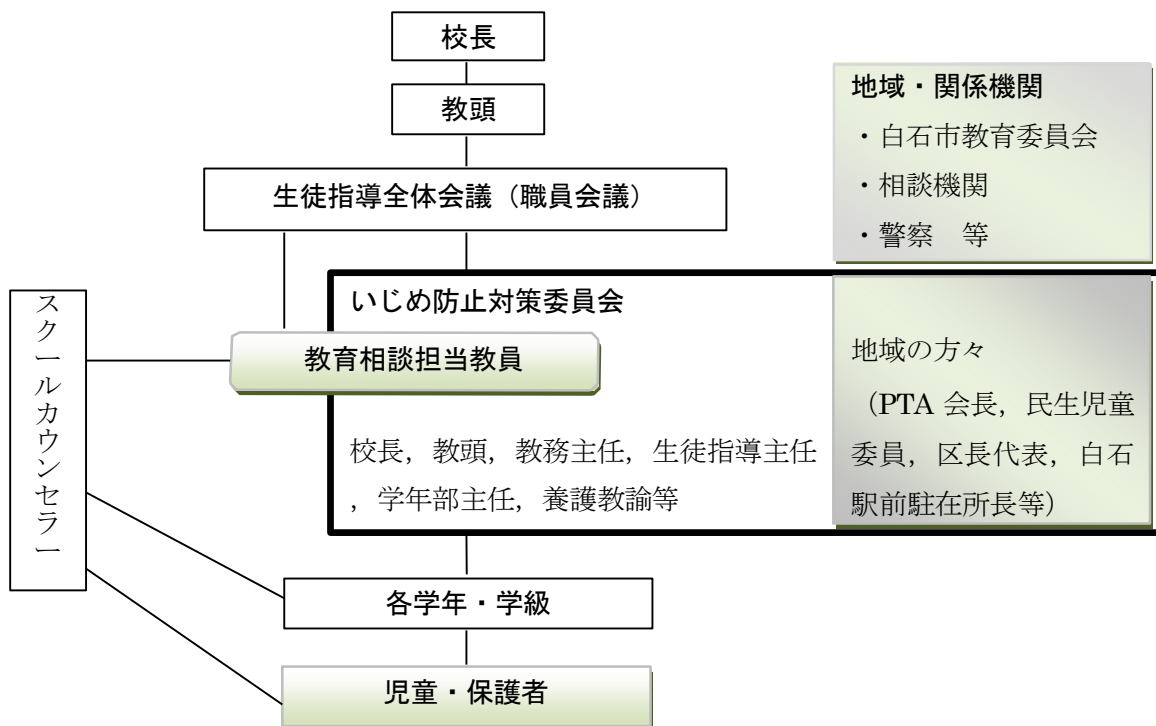 校長
教頭
生徒指導全体会議（職員会議）
地域・関係機関
・白石市教育委員会
・相談機関
・警察　等
スクールカウンセラー
いじめ防止対策委員会
教育相談担当教員
校長，教頭，教務主任，生徒指導主任
，学年部主任，養護教諭等
地域の方々
（PTA 会長，民生児童
委員，区長代表，白石
駅前駐在所長等）
各学年・学級
児童・保護者